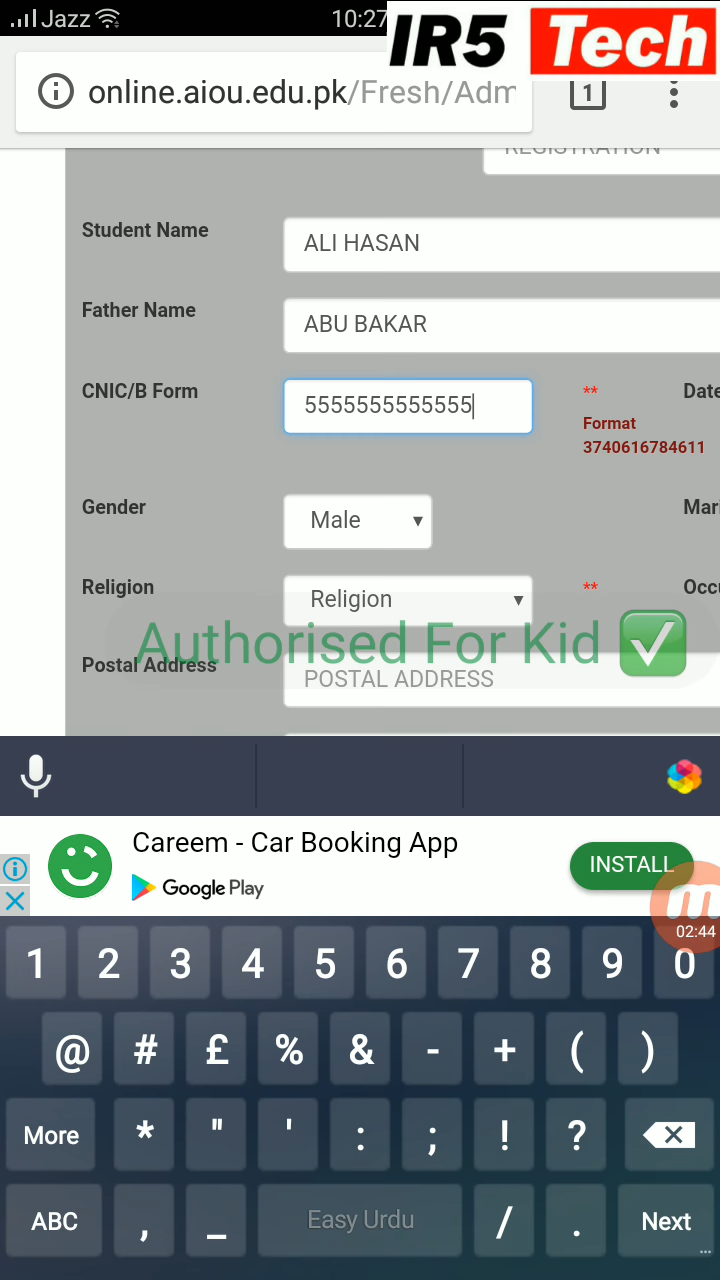 Jazz 10:27
IR5 Tech
online.aiou.edu.pk/Fresh/Adm
1
REGISTRATION
Student Name ALI HASAN
Father Name ABU BAKAR
CNIC/B Form 5555555555555 ** Date
Format
3740616784611
Gender Male Mari
Religion Religion ** Occu
Authorised For Kid ✅
Postal Address POSTAL ADDRESS
Careem - Car Booking App
Google Play
INSTALL
02:44
1 2 3 4 5 6 7 8 9 0
@ # £ % & - + ( )
More * " ' : ; ! ?
ABC , _ Easy Urdu / . Next